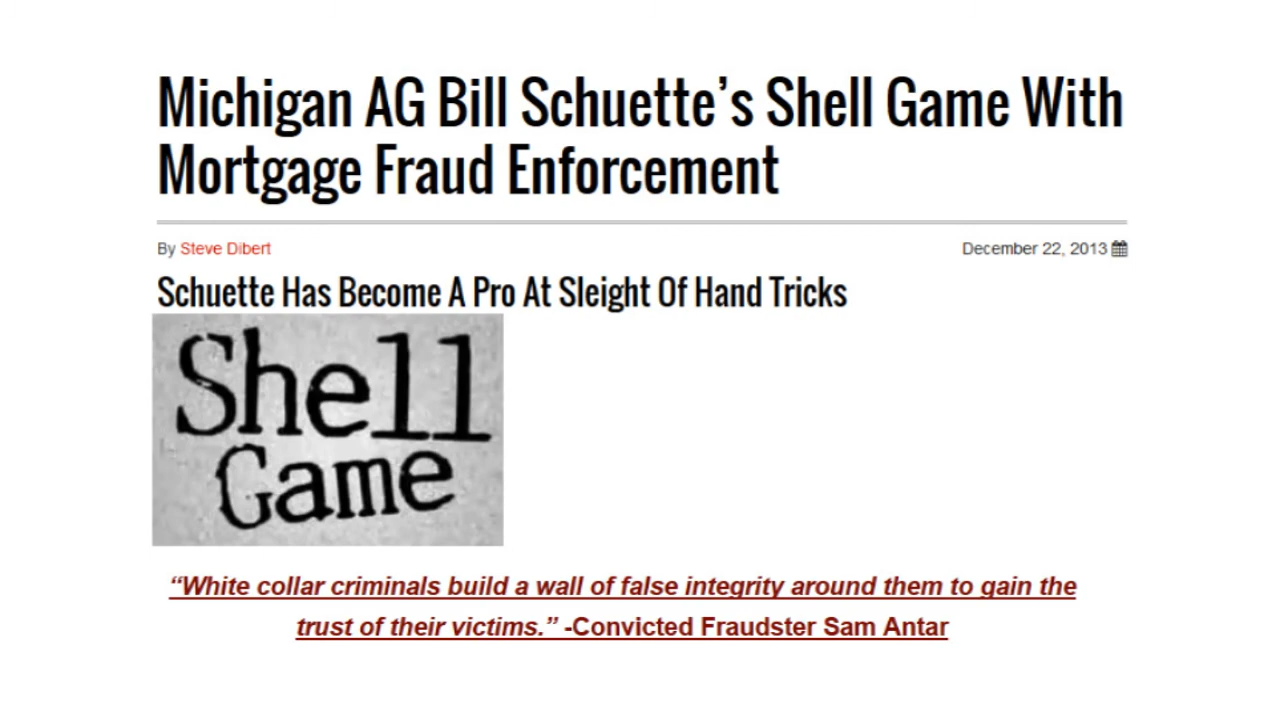 Michigan AG Bill Schuette’s Shell Game With
Mortgage Fraud Enforcement
By Steve Dibert
December 22, 2013
Schuette Has Become A Pro At Sleight Of Hand Tricks
Shell
Game
“White collar criminals build a wall of false integrity around them to gain the
trust of their victims.” -Convicted Fraudster Sam Antar